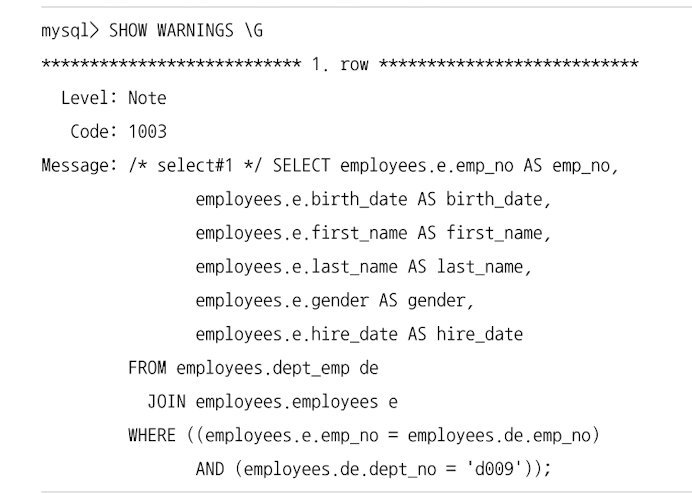 mysql> SHOW WARNINGS \G
*************************** 1. row ***************************
Level: Note
Code: 1003
Message: /* select#1 */ SELECT employees.e.emp_no AS emp_no,
employees.e.birth_date AS birth_date,
employees.e.first_name AS first_name,
employees.e.last_name AS last_name,
employees.e.gender AS gender,
employees.e.hire_date AS hire_date
FROM employees.dept_emp de
JOIN employees.employees e
WHERE ((employees.e.emp_no = employees.de.emp_no)
AND (employees.de.dept_no = 'd009'));